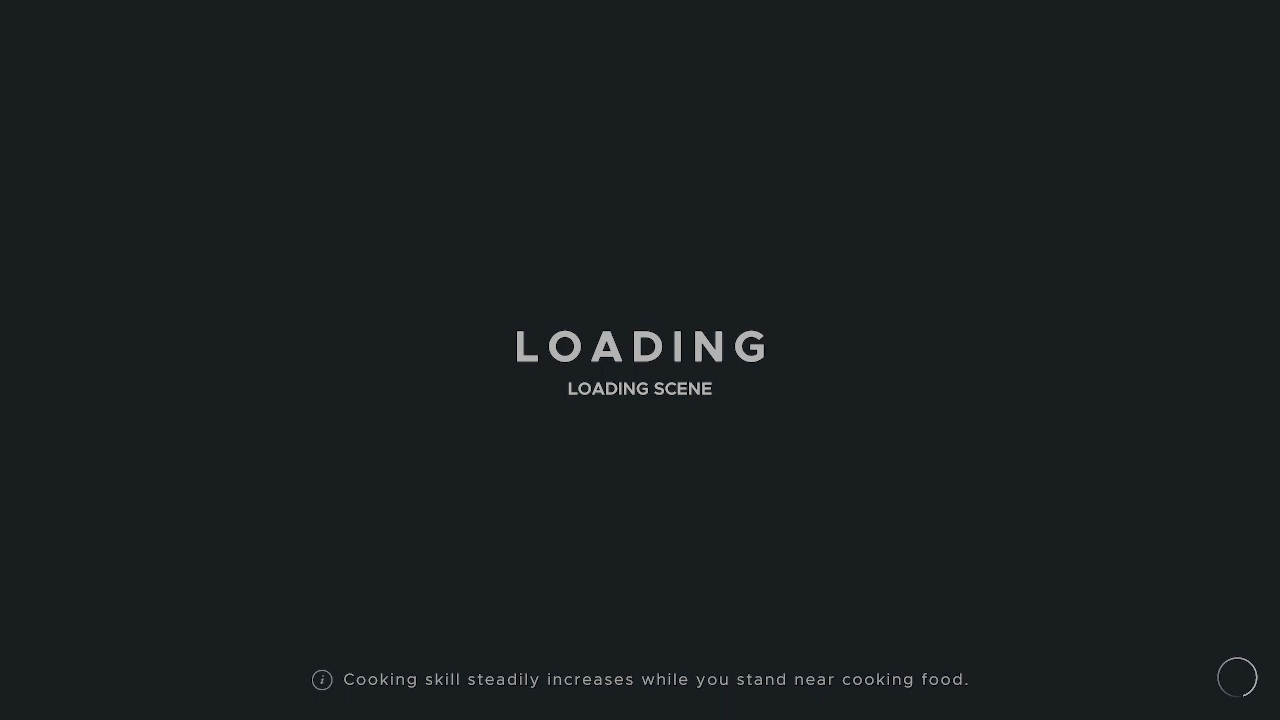 LOADING
LOADING SCENE
Cooking skill steadily increases while you stand near cooking food.